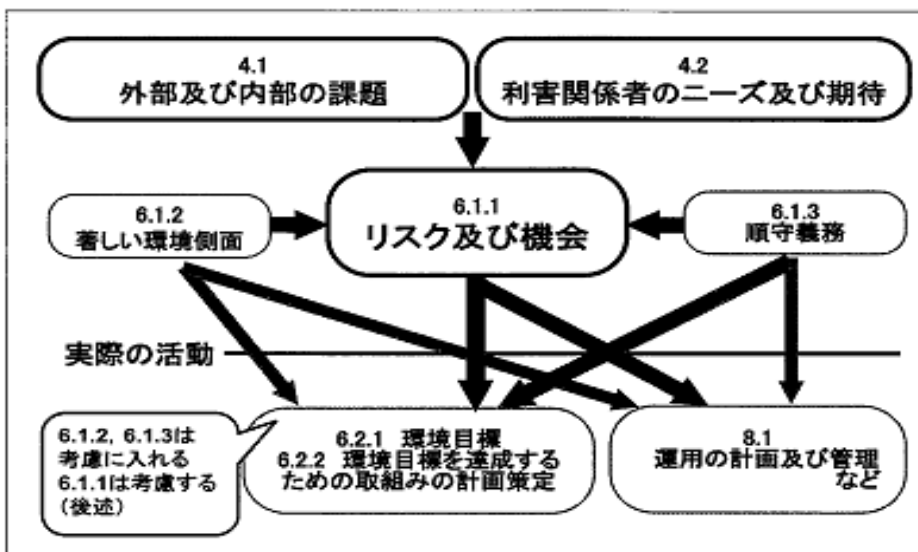 4.1
外部及び内部の課題
4.2
利害関係者のニーズ及び期待
6.1.2
著しい環境側面
6.1.1
リスク及び機会
6.1.3
順守義務
実際の活動
6.1.2, 6.1.3は
考慮に入れる
6.1.1は考慮する
(後述)
6.2.1 環境目標
6.2.2 環境目標を達成する
ための取組みの計画策定
8.1
運用の計画及び管理
など